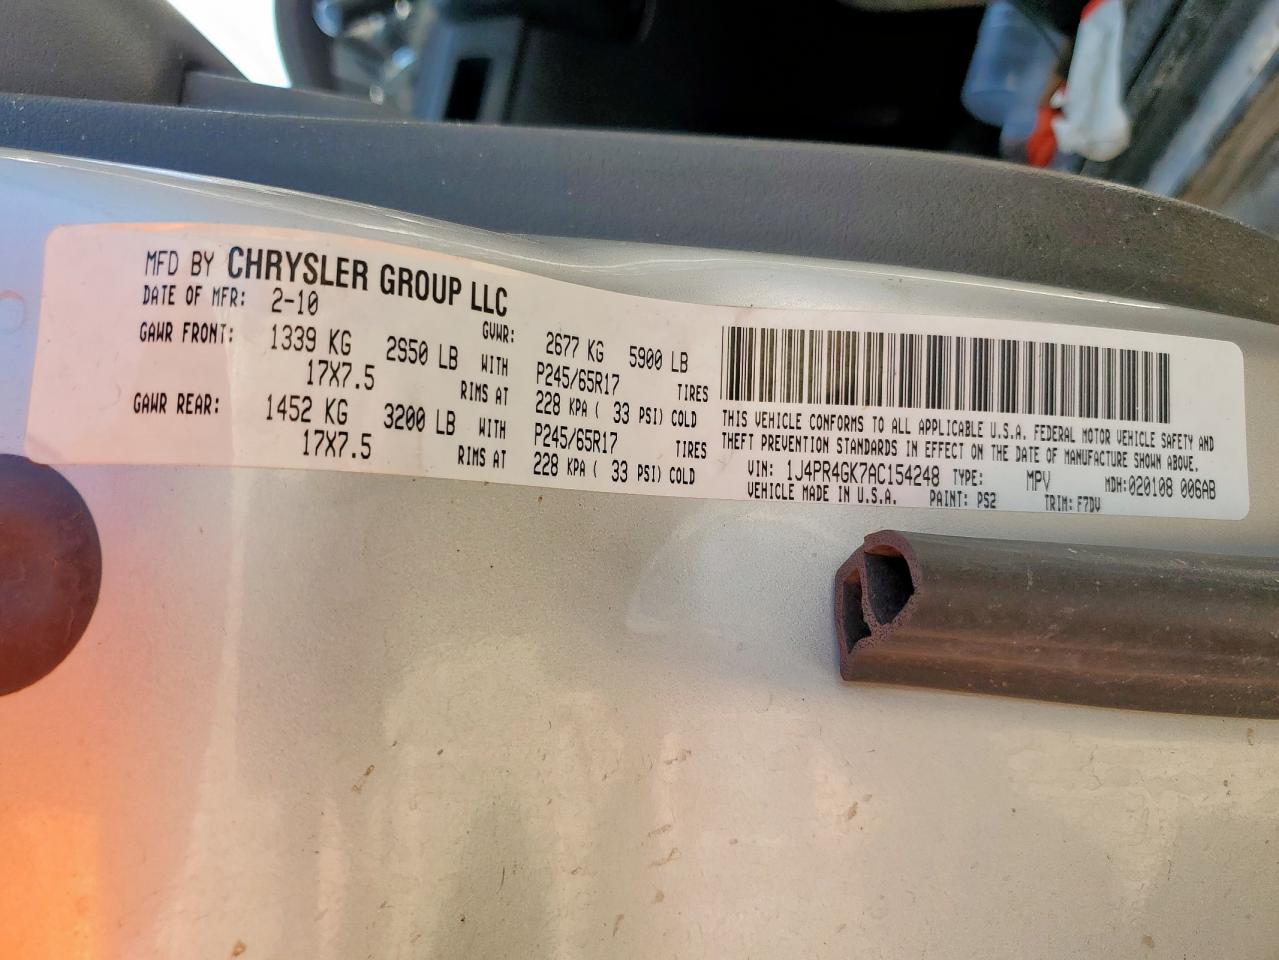 MFD BY CHRYSLER GROUP LLC
DATE OF MFR: 2-10 GVWR: 2677 KG 5900 LB
GAWR FRONT: 1339 KG 2950 LB WITH P245/65R17 TIRES
17X7.5 RIMS AT 228 KPA ( 33 PSI) COLD
GAWR REAR: 1452 KG 3200 LB WITH P245/65R17 TIRES
17X7.5 RIMS AT 228 KPA ( 33 PSI) COLD
THIS VEHICLE CONFORMS TO ALL APPLICABLE U.S.A. FEDERAL MOTOR VEHICLE SAFETY AND
THEFT PREVENTION STANDARDS IN EFFECT ON THE DATE OF MANUFACTURE SHOWN ABOVE.
VIN: 1J4PR4GK7AC154248 TYPE: MPV MDH:020108 006AB
VEHICLE MADE IN U.S.A. PAINT: PS2 TRIM: F7DV